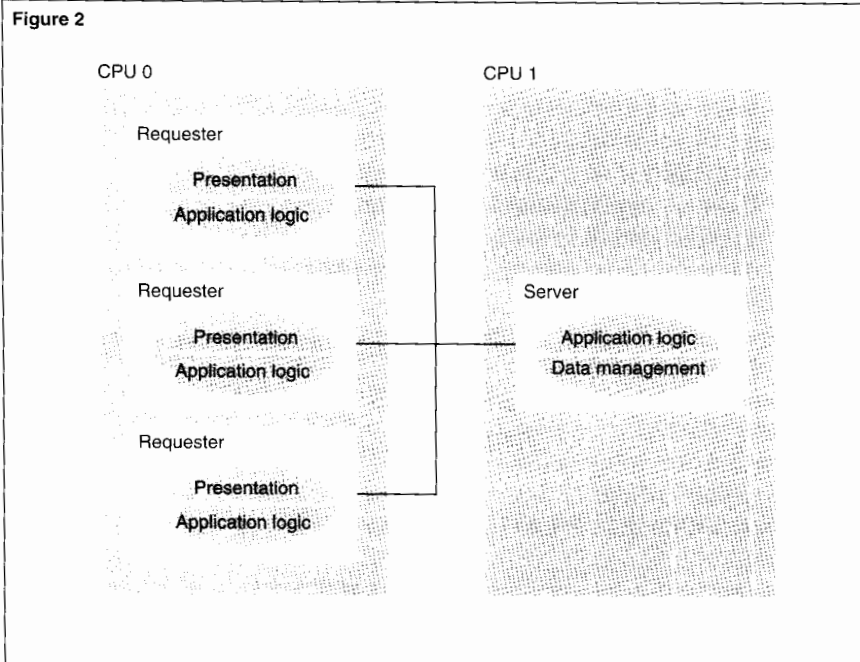 Figure 2
CPU 0
Requester
Presentation
Application logic
Requester
Presentation
Application logic
Requester
Presentation
Application logic
CPU 1
Server
Application logic
Data management